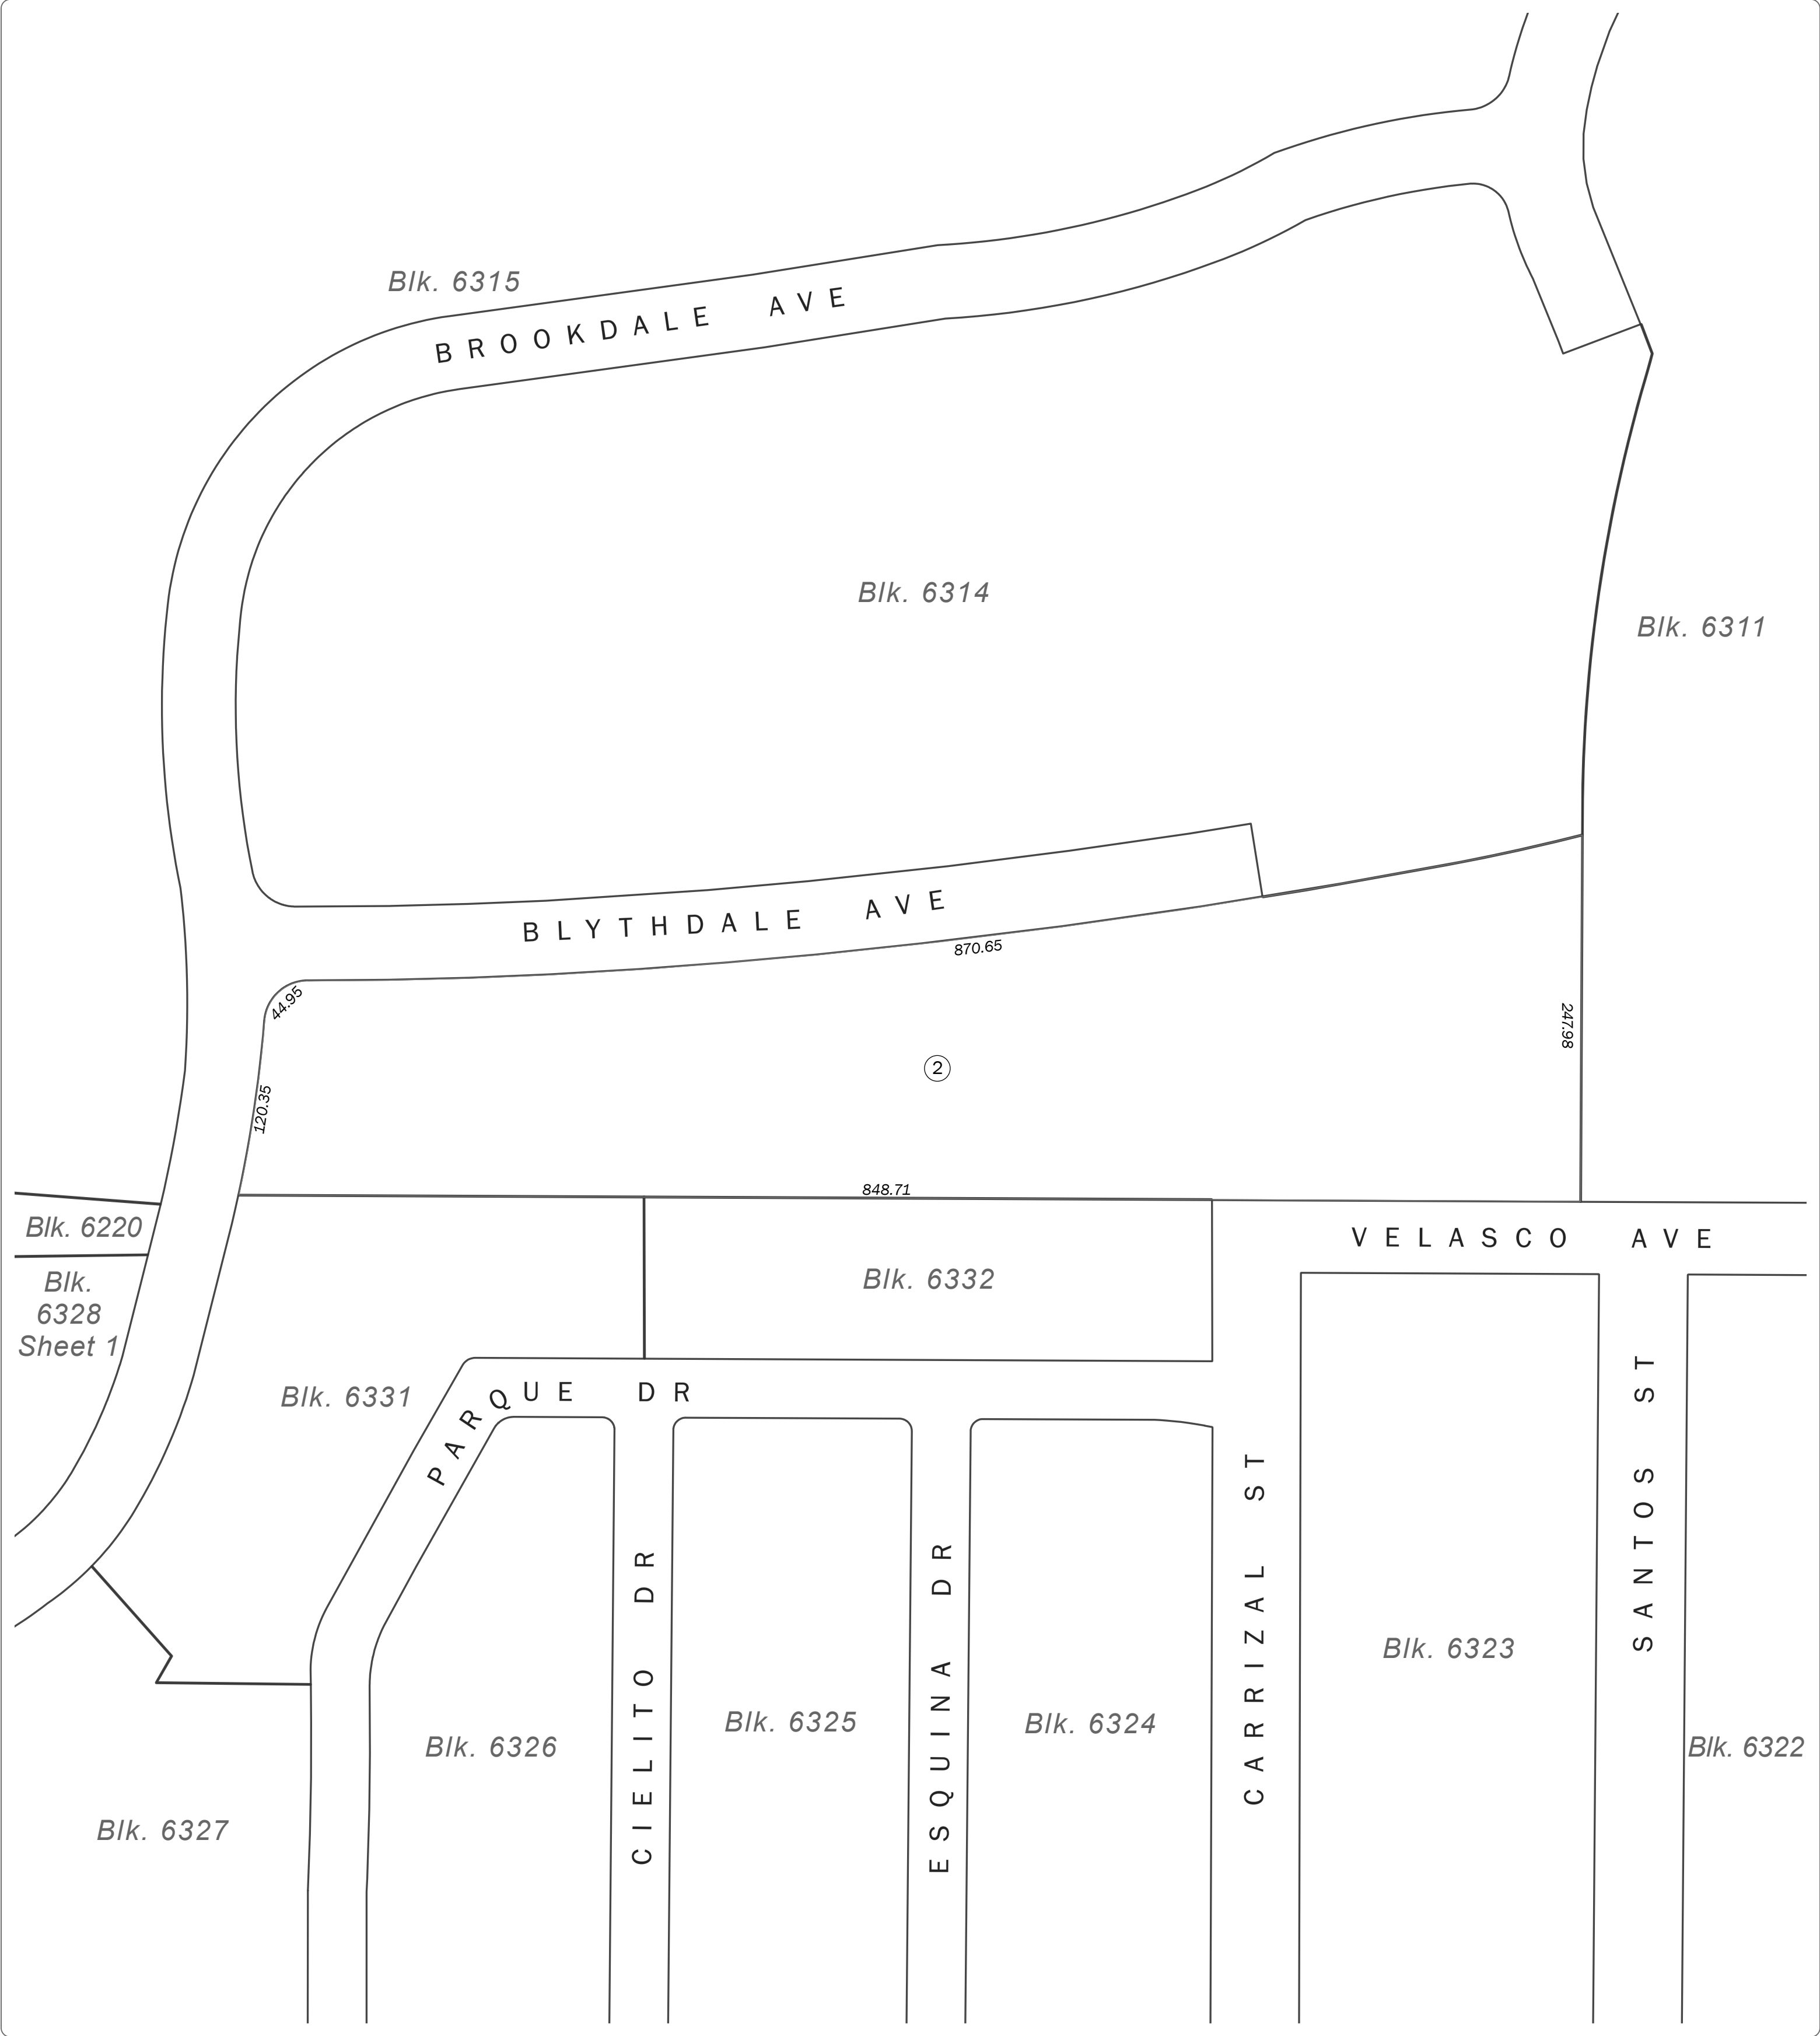 Blk. 6315
BROOKDALE AVE
Blk. 6314
Blk. 6311
BLYTHDALE AVE
870.65
44.95
247.98
2
120.35
848.71
Blk. 6220
VELASCO AVE
Blk. 6332
Blk.
6328
Sheet 1
Blk. 6331
PARQUE DR
CIELITO DR
ESQUINA DR
CARRIZAL ST
SANTOS ST
Blk. 6323
Blk. 6325
Blk. 6324
Blk. 6326
Blk. 6322
Blk. 6327